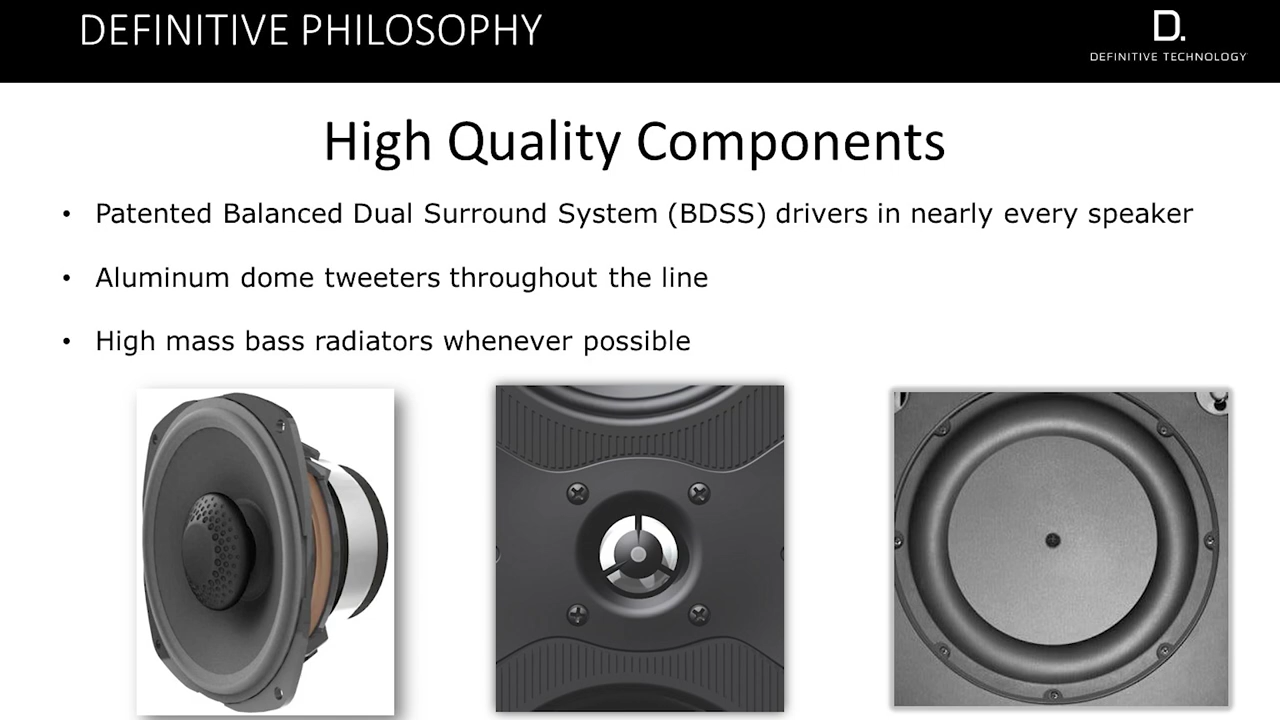 DEFINITIVE PHILOSOPHY
D.
DEFINITIVE TECHNOLOGY
High Quality Components
• Patented Balanced Dual Surround System (BDSS) drivers in nearly every speaker
• Aluminum dome tweeters throughout the line
• High mass bass radiators whenever possible